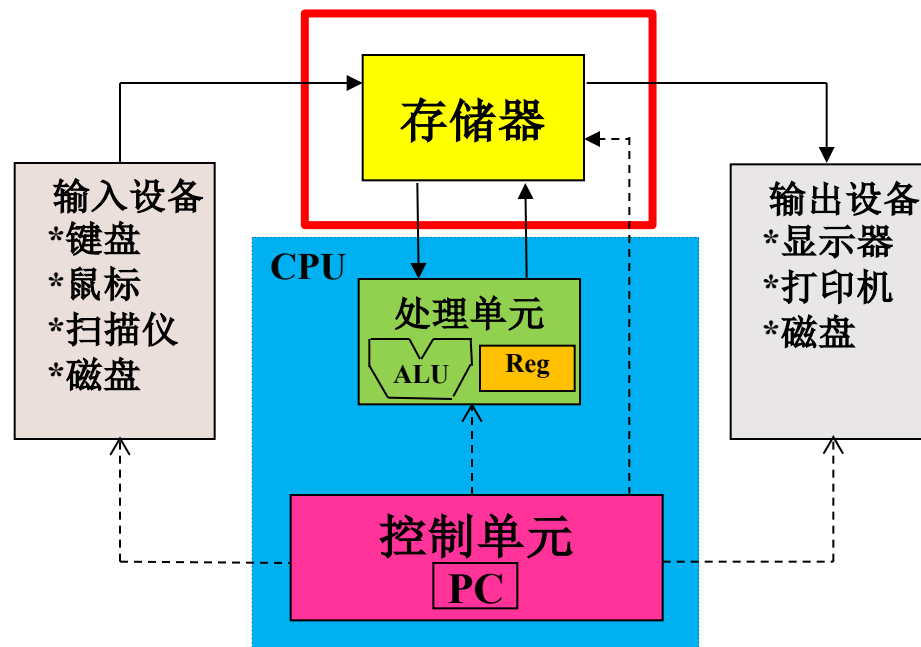 存储器
输入设备
*键盘
*鼠标
*扫描仪
*磁盘
CPU
处理单元
ALU
Reg
控制单元
PC
输出设备
*显示器
*打印机
*磁盘